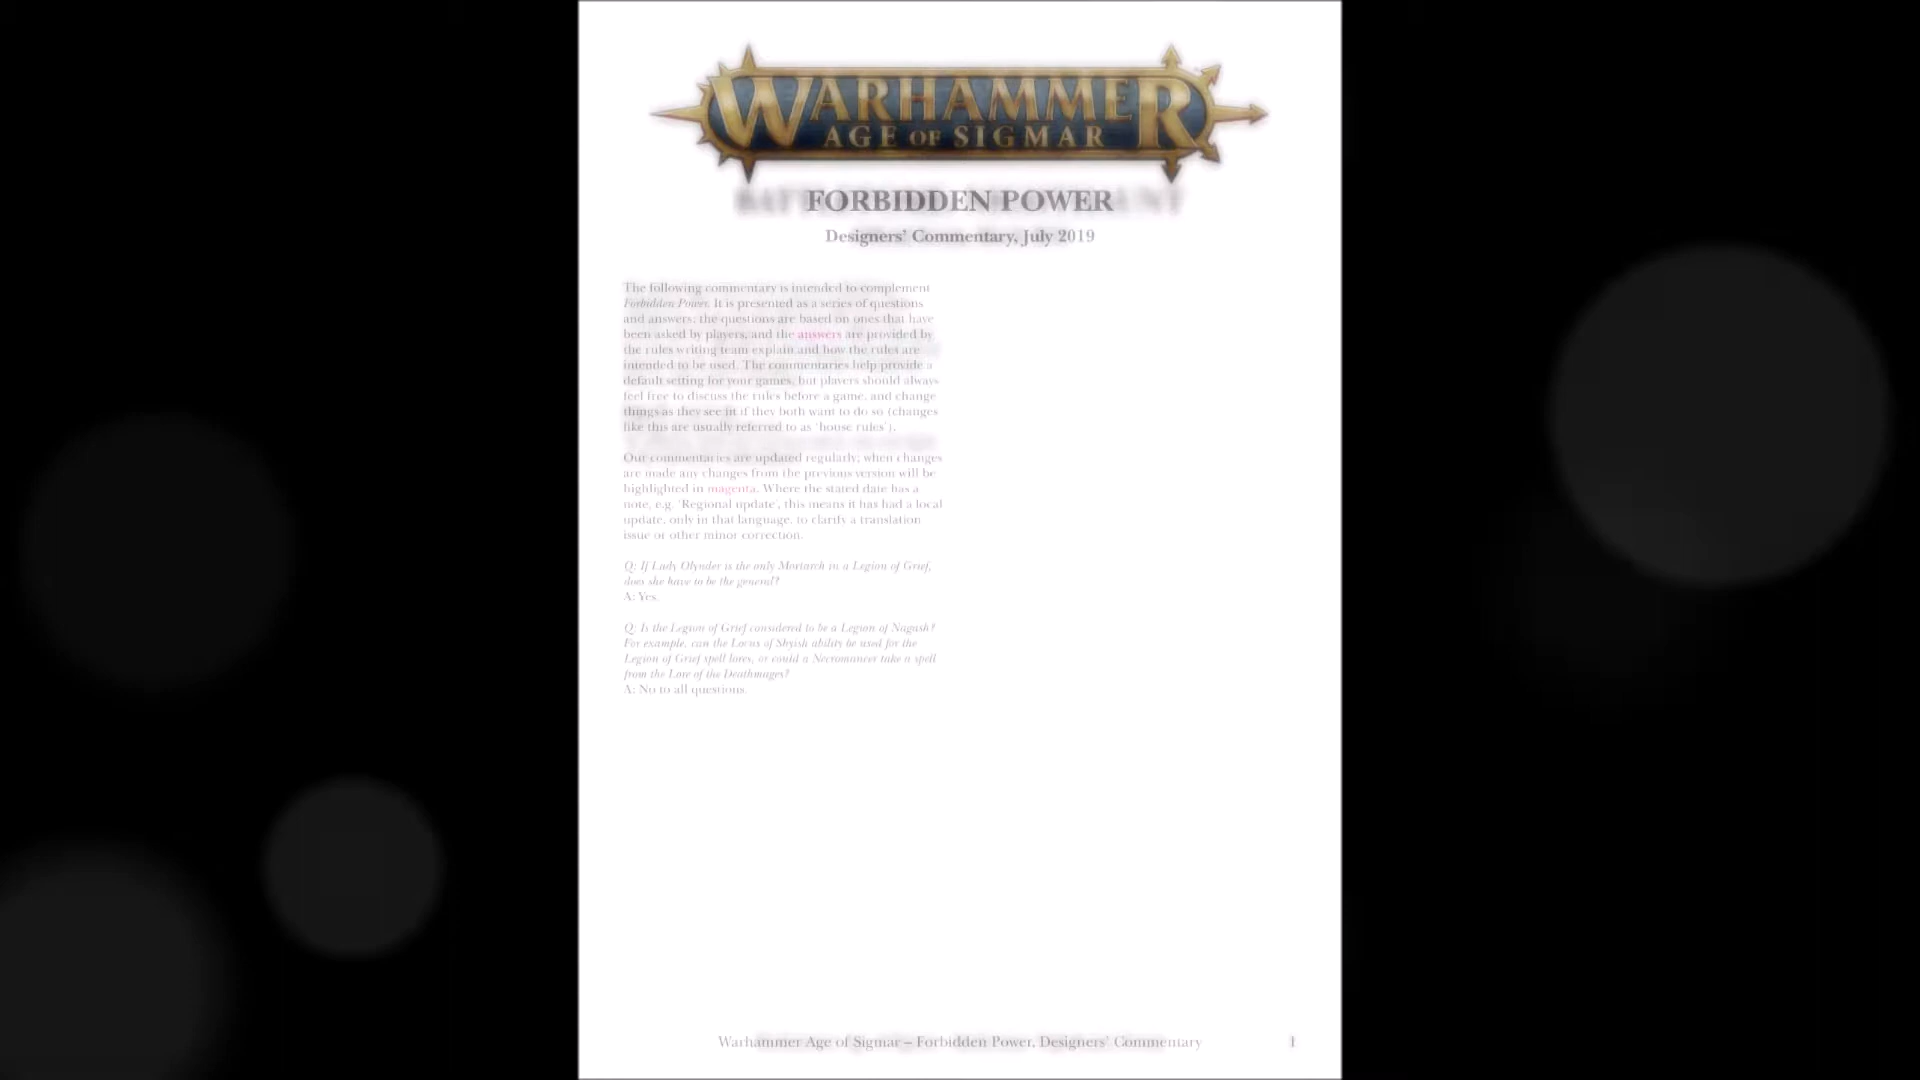 WARHAMMER
AGE OF SIGMAR
FORBIDDEN POWER
Designers' Commentary, July 2019
The following commentary is intended to complement
Forbidden Power. It is presented as a series of questions
and answers; the questions are based on ones that have
been asked by players, and the answers are provided by
the rules writing team explain and how the rules are
intended to be used. The commentaries help provide a
default setting for your games, but players should always
feel free to discuss the rules before a game, and change
things as they see fit if they both want to do so (changes
like this are usually referred to as 'house rules').
Our commentaries are updated regularly; when changes
are made any changes from the previous version will be
highlighted in magenta. Where the stated date has a
note, e.g. 'Regional update', this means it has had a local
update, only in that language, to clarify a translation
issue or other minor correction.
Q: If Lady Olynder is the only Mortarch in a Legion of Grief,
does she have to be the general?
A: Yes.
Q: Is the Legion of Grief considered to be a Legion of Nagash?
For example, can the Locus of Shyish ability be used for the
Legion of Grief spell lores, or could a Necromancer take a spell
from the Lore of the Deathmages?
A: No to all questions.
Warhammer Age of Sigmar – Forbidden Power, Designers' Commentary
1